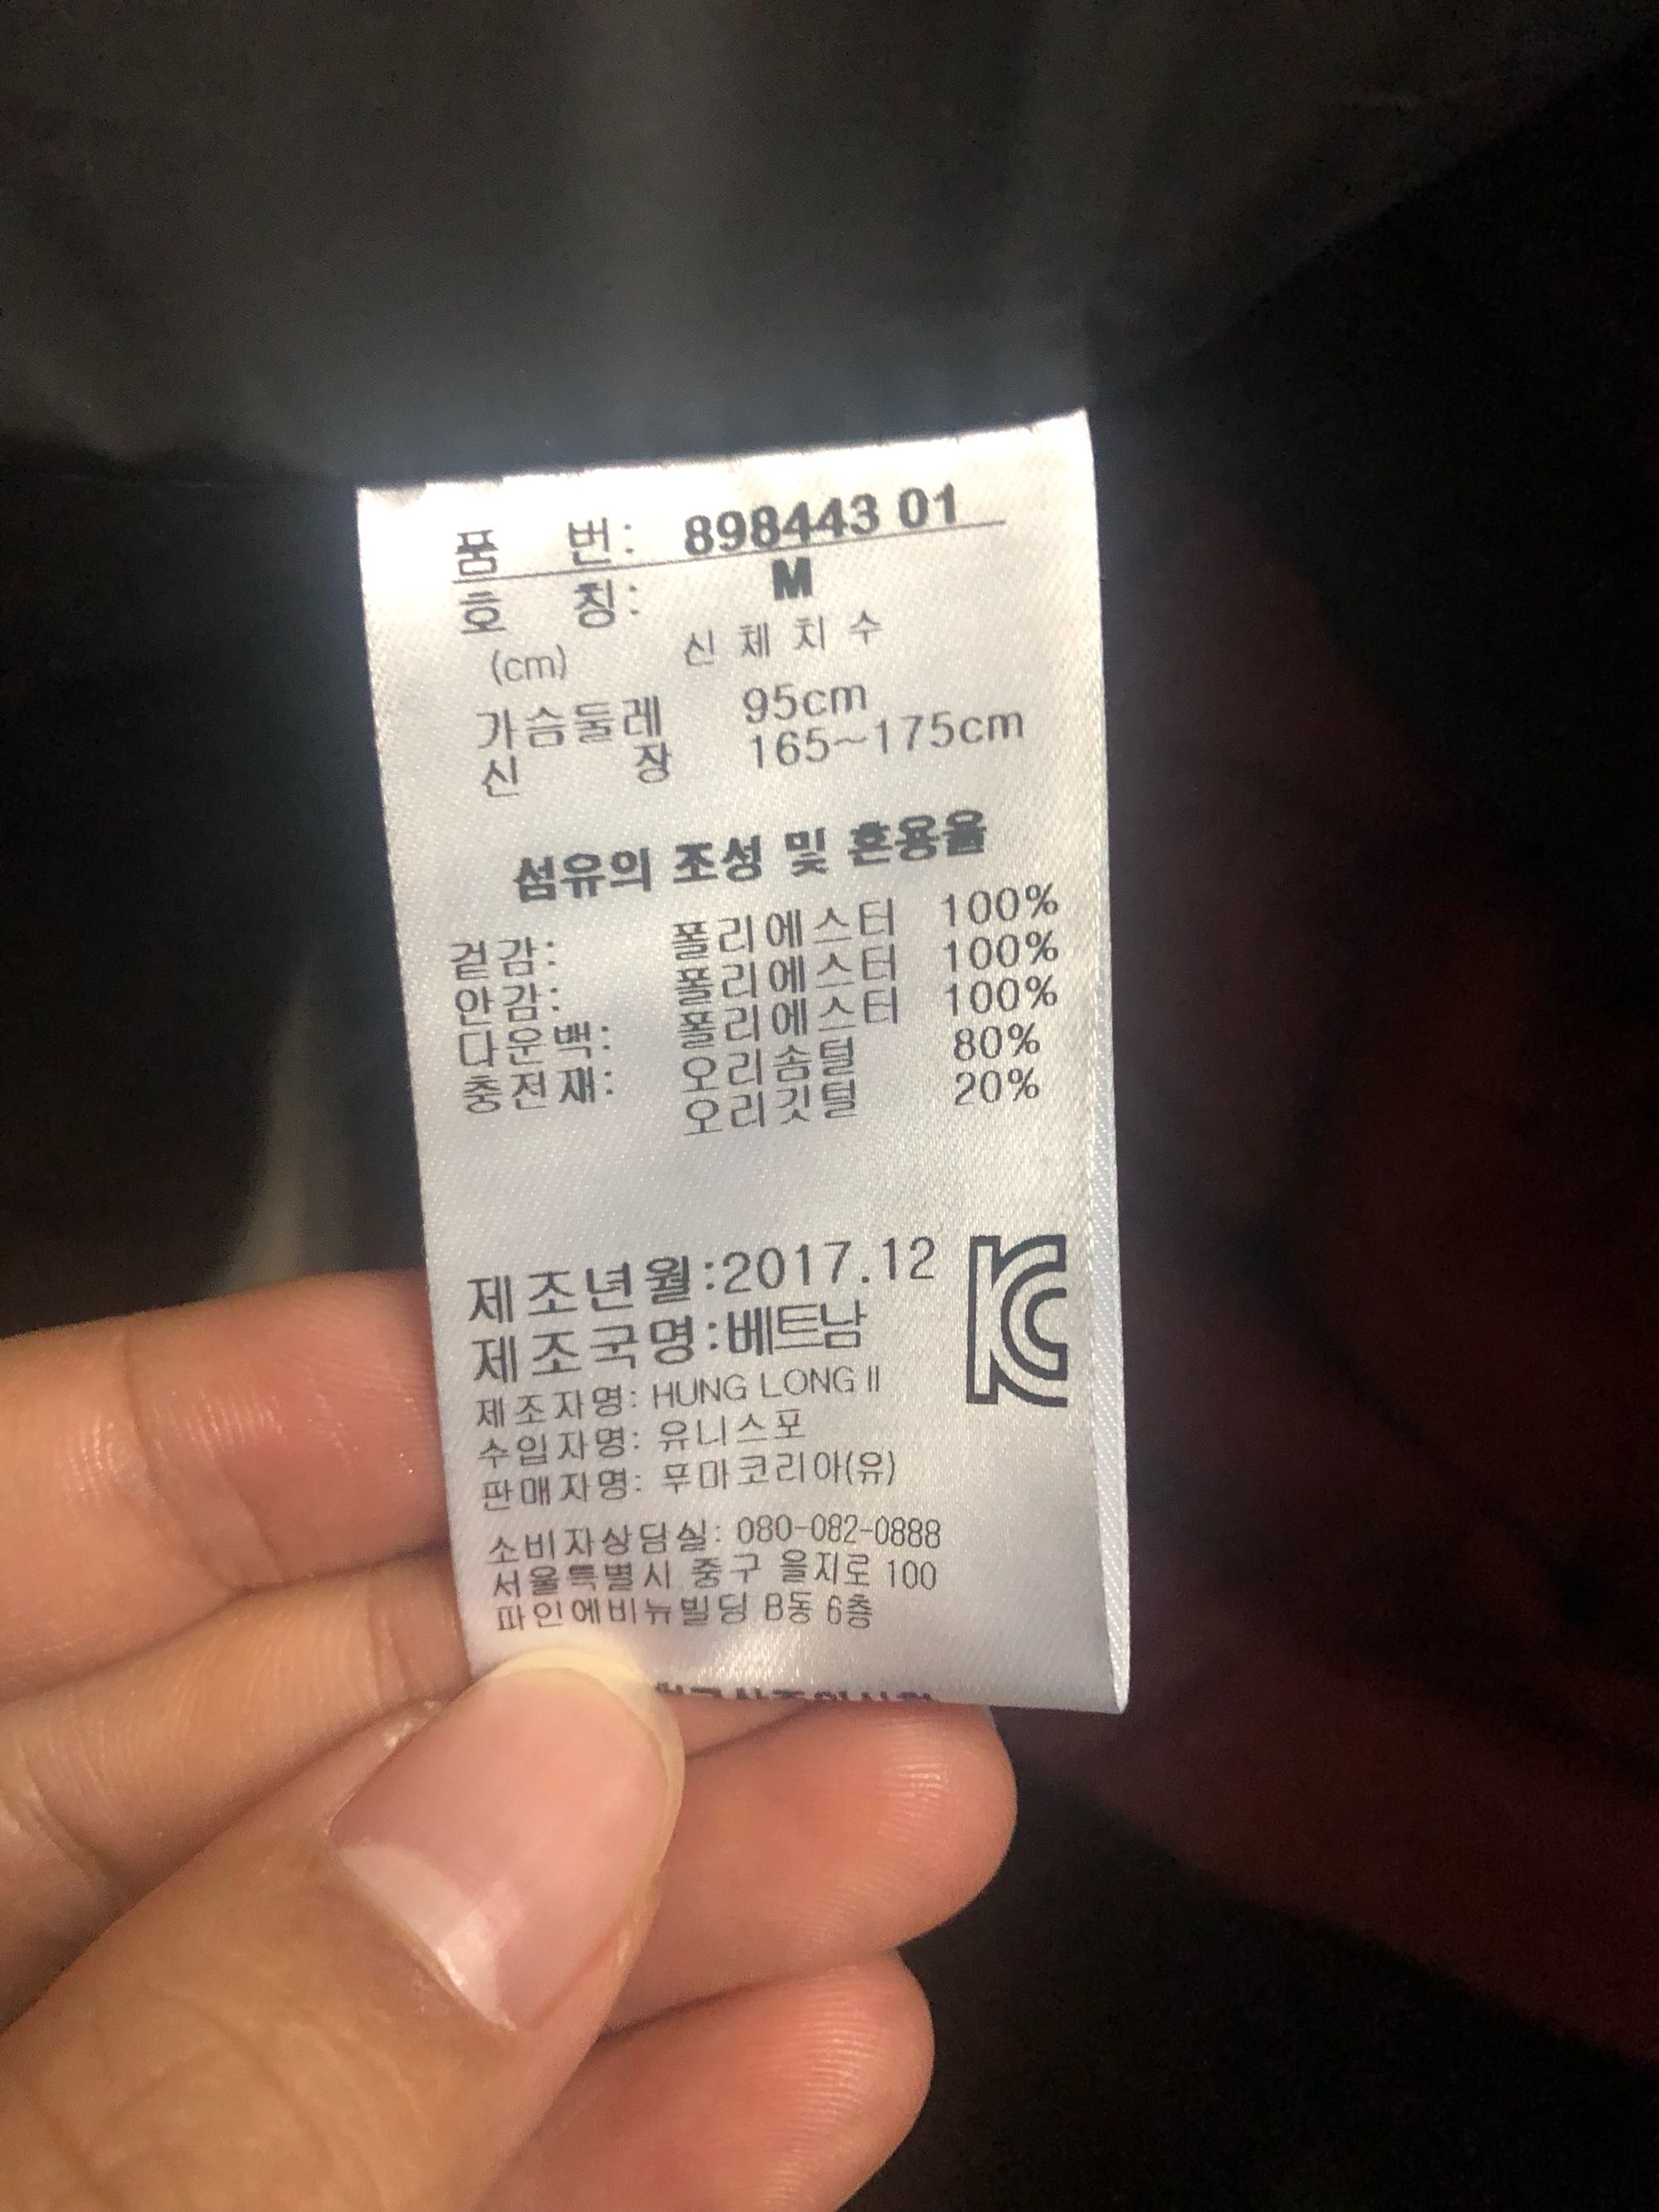 품 번: 898443 01
호 칭: M
(cm) 신 체 치 수
가슴둘레 95cm
신 장 165~175cm
섬유의 조성 및 혼용율
겉감: 폴리에스터 100%
안감: 폴리에스터 100%
다운백: 폴리에스터 100%
충전재: 오리솜털 80%
오리깃털 20%
제조년월:2017.12
제조국명:베트남
제조자명: HUNG LONG II
수입자명: 유니스포
판매자명: 푸마코리아(유)
소비자상담실: 080-082-0888
서울특별시 중구 을지로 100
파인에비뉴빌딩 B동 6층